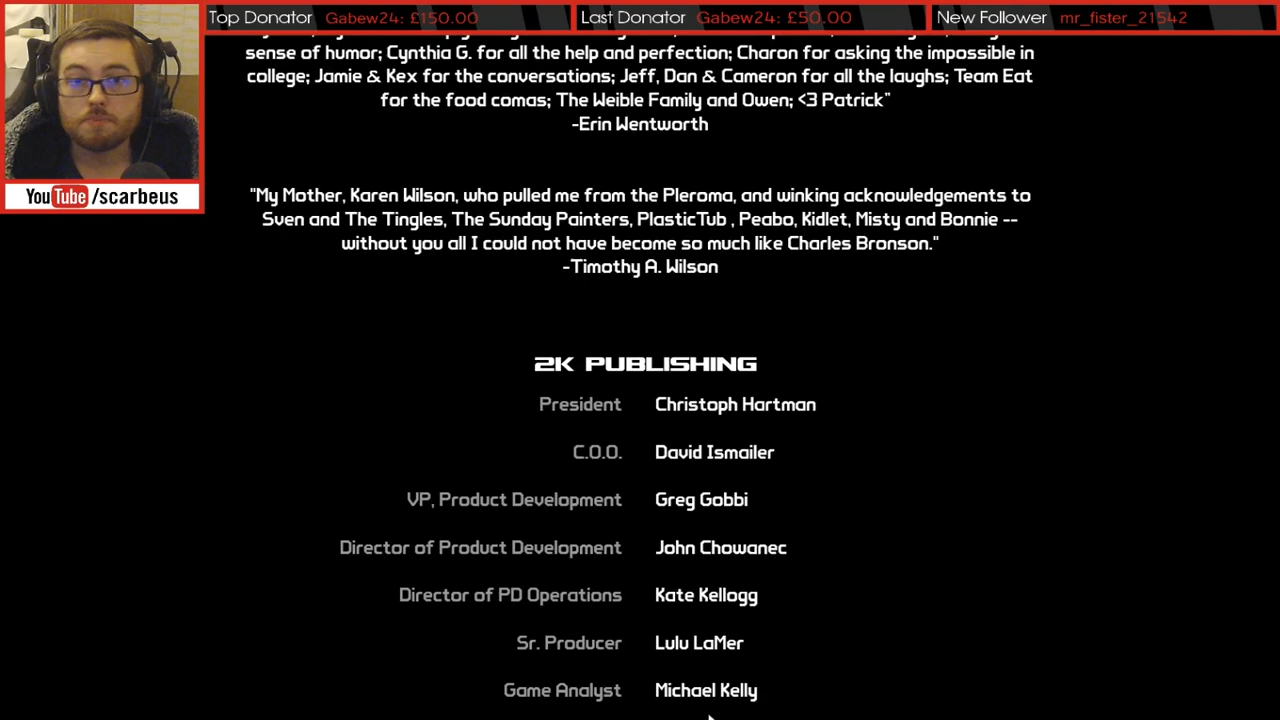 Top Donator Gabew24: £150.00 Last Donator Gabew24: £50.00 New Follower mr_fister_21542
sense of humor; Cynthia G. for all the help and perfection; Charon for asking the impossible in
college; Jamie & Kex for the conversations; Jeff, Dan & Cameron for all the laughs; Team Eat
for the food comas; The Weible Family and Owen; <3 Patrick"
-Erin Wentworth
YouTube /scarbeus
"My Mother, Karen Wilson, who pulled me from the Pleroma, and winking acknowledgements to
Sven and The Tingles, The Sunday Painters, PlasticTub , Peabo, Kidlet, Misty and Bonnie --
without you all I could not have become so much like Charles Bronson."
-Timothy A. Wilson
2K PUBLISHING
President Christoph Hartman
C.O.O. David Ismailer
VP, Product Development Greg Gobbi
Director of Product Development John Chowanec
Director of PD Operations Kate Kellogg
Sr. Producer Lulu LaMer
Game Analyst Michael Kelly